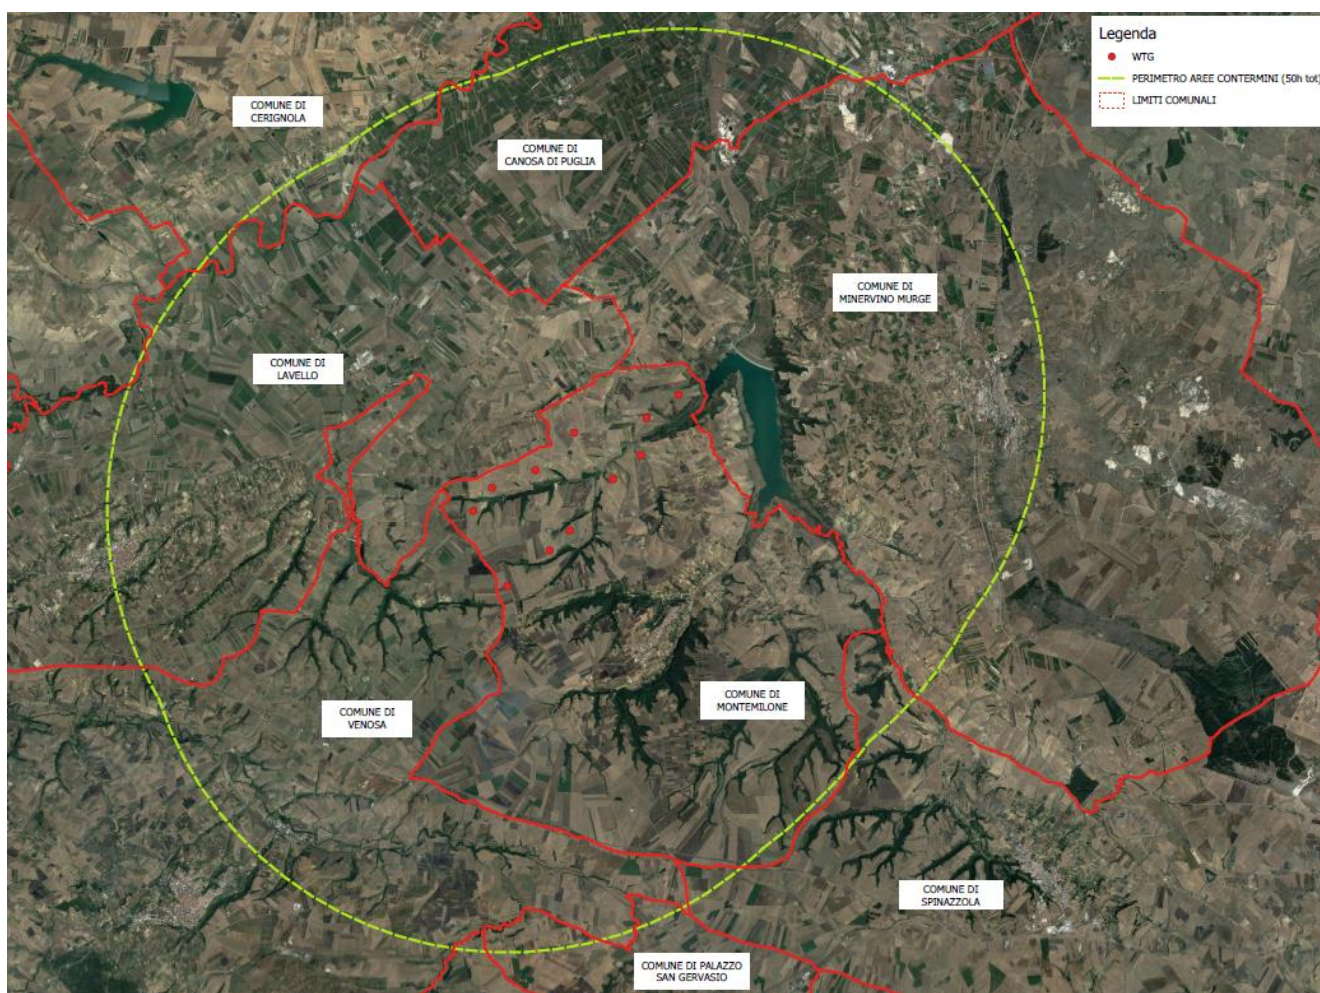 Legenda
WTG
PERIMETRO AREE CONTERMINI (50h tot)
LIMITI COMUNALI
COMUNE DI
CERIGNOLA
COMUNE DI
CANOSA DI PUGLIA
COMUNE DI
MINERVINO MURGE
COMUNE DI
LAVELLO
COMUNE DI
MONTEMILONE
COMUNE DI
VENOSA
COMUNE DI
SPINAZZOLA
COMUNE DI PALAZZO
SAN GERVASIO